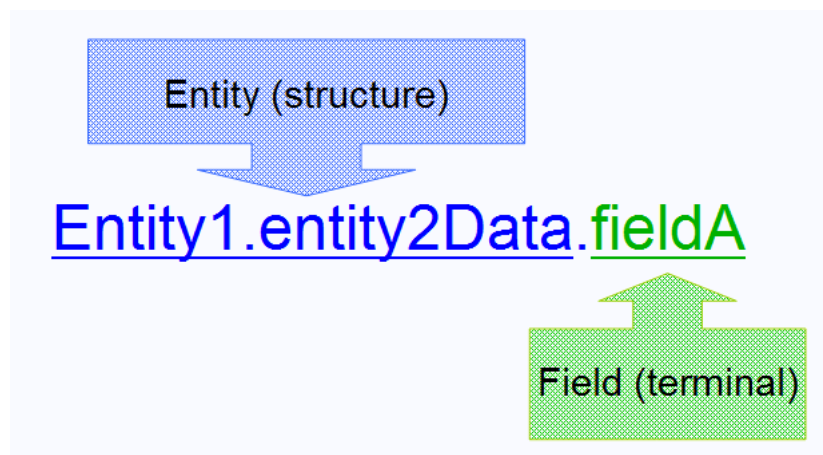 Entity (structure)
Entity1.entity2Data.fieldA
Field (terminal)